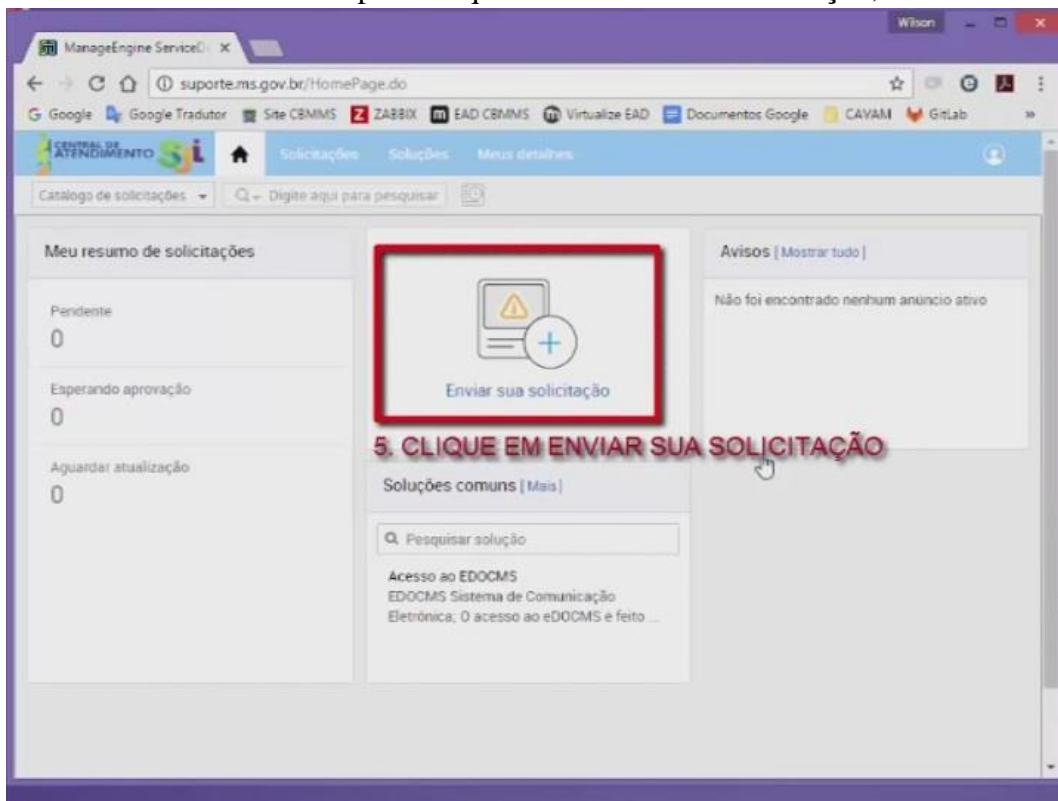 Wilson
ManageEngine ServiceD
suporte.ms.gov.br/HomePage.do
Google Google Tradutor Site CBMMS ZABBIX EAD CBMMS Virtualize EAD Documentos Google CAVAM GitLab
CENTRAL DE
ATENDIMENTO
Solicitações Soluções Meus detalhes
Catálogo de solicitações Digite aqui para pesquisar
Meu resumo de solicitações
Pendente
0
Esperando aprovação
0
Aguardar atualização
0
Enviar sua solicitação
5. CLIQUE EM ENVIAR SUA SOLICITAÇÃO
Soluções comuns [Mais]
Pesquisar solução
Acesso ao EDOCMS
EDOCMS Sistema de Comunicação
Eletrônica; O acesso ao eDOCMS é feito ...
Avisos [Mostrar tudo]
Não foi encontrado nenhum anúncio ativo